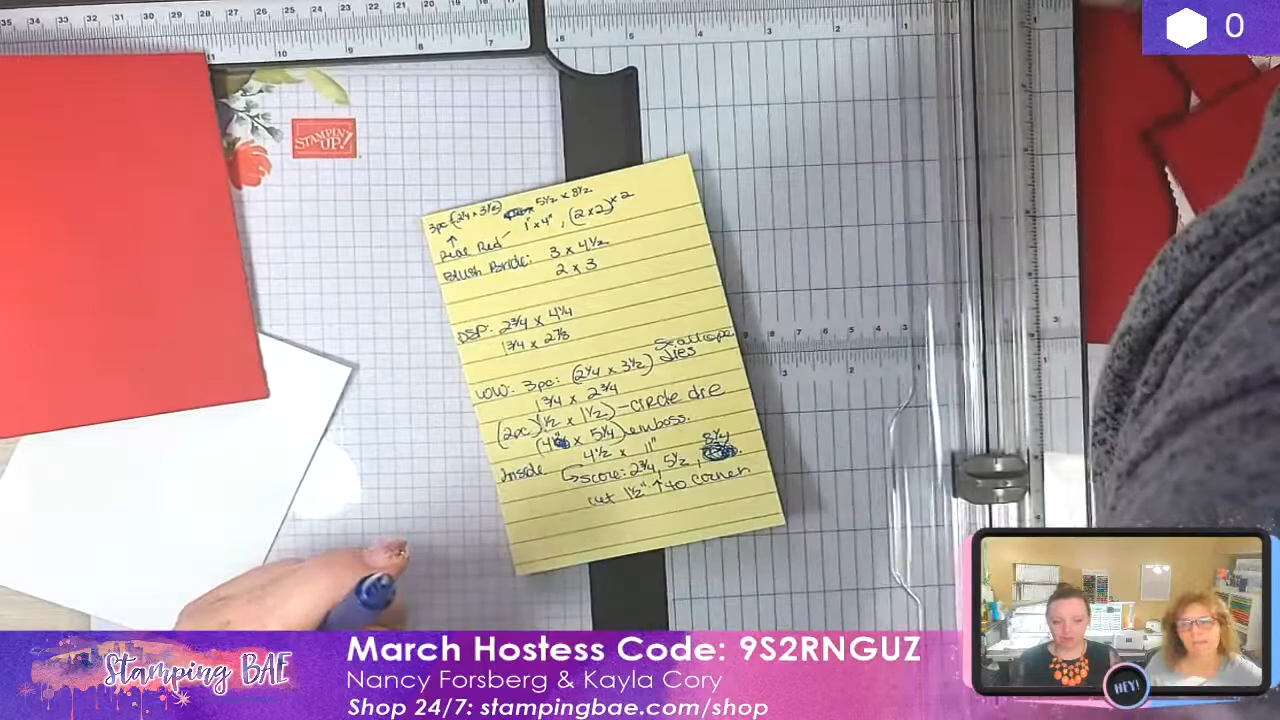 0
STAMPIN' UP!
3pc (2¼ x 3½) 5½ x 8½
↑ 1" x 4", (2 x 2) x 2
Real Red
Blush Bride: 3 x 4½
2 x 3
DSP: 2¾ x 4¼
1¾ x 2⅞
WOW: 3pc: (2¼ x 3½) Scallope dies
1¾ x 2¾
(2pc) 1½ x 1½) - circle die
(4 x 5¼) emboss.
Inside 4½ x 11"
↳ score: 2¾, 5½, 8¼
cut 1½" ↑ to corner
Stamping BAE
March Hostess Code: 9S2RNGUZ
Nancy Forsberg & Kayla Cory
Shop 24/7: stampingbae.com/shop
HEY!